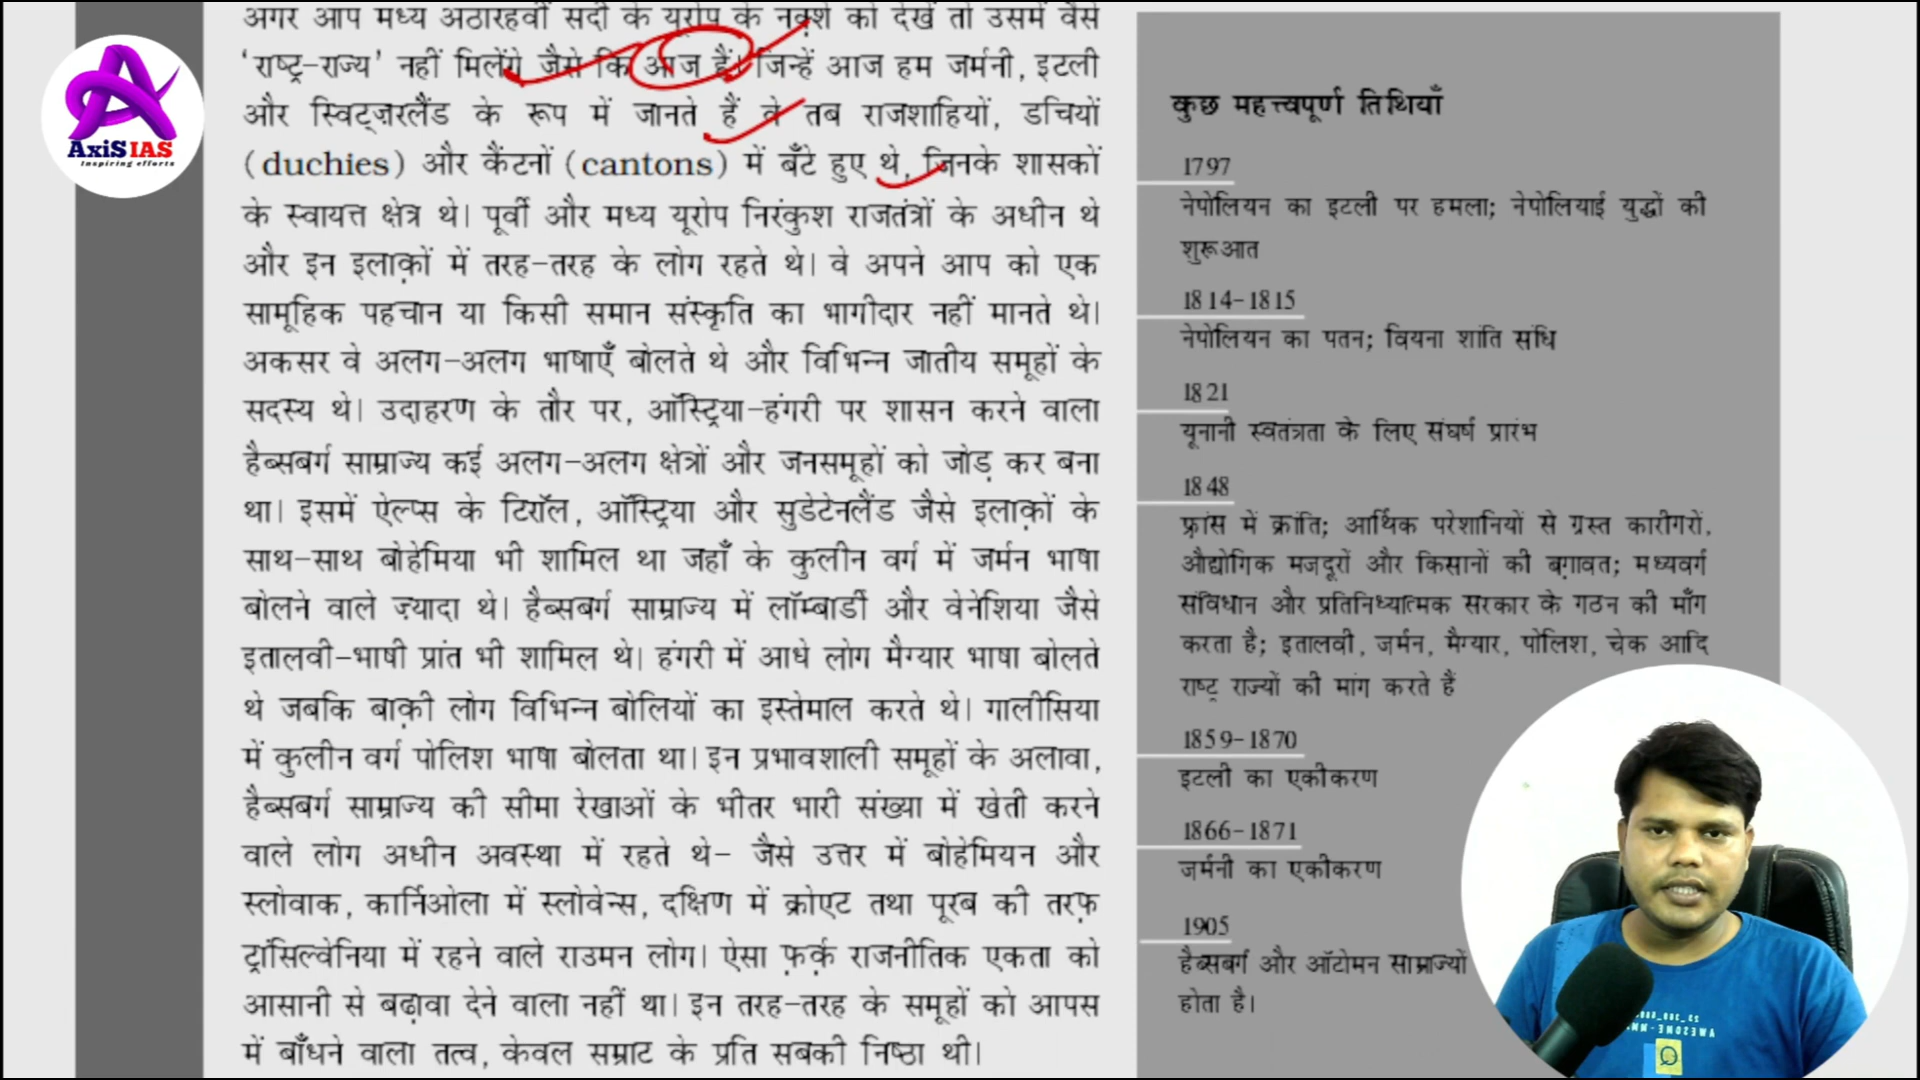 अगर आप मध्य अठारहवीं सदी के यूरोप के नक्शे को देखें तो उसमें वैसे
‘राष्ट्र-राज्य’ नहीं मिलेंगे जैसे कि आज हैं। जिन्हें आज हम जर्मनी, इटली
और स्विट्जरलैंड के रूप में जानते हैं वे तब राजशाहियों, डचियों
(duchies) और कैंटनों (cantons) में बँटे हुए थे, जिनके शासकों
के स्वायत्त क्षेत्र थे। पूर्वी और मध्य यूरोप निरंकुश राजतंत्रों के अधीन थे
और इन इलाक़ों में तरह-तरह के लोग रहते थे। वे अपने आप को एक
सामूहिक पहचान या किसी समान संस्कृति का भागीदार नहीं मानते थे।
अकसर वे अलग-अलग भाषाएँ बोलते थे और विभिन्न जातीय समूहों के
सदस्य थे। उदाहरण के तौर पर, ऑस्ट्रिया-हंगरी पर शासन करने वाला
हैब्सबर्ग साम्राज्य कई अलग-अलग क्षेत्रों और जनसमूहों को जोड़ कर बना
था। इसमें ऐल्प्स के टिरॉल, ऑस्ट्रिया और सुडेटेनलैंड जैसे इलाक़ों के
साथ-साथ बोहेमिया भी शामिल था जहाँ के कुलीन वर्ग में जर्मन भाषा
बोलने वाले ज़्यादा थे। हैब्सबर्ग साम्राज्य में लॉम्बार्डी और वेनेशिया जैसे
इतालवी-भाषी प्रांत भी शामिल थे। हंगरी में आधे लोग मैग्यार भाषा बोलते
थे जबकि बाक़ी लोग विभिन्न बोलियों का इस्तेमाल करते थे। गालीसिया
में कुलीन वर्ग पोलिश भाषा बोलता था। इन प्रभावशाली समूहों के अलावा,
हैब्सबर्ग साम्राज्य की सीमा रेखाओं के भीतर भारी संख्या में खेती करने
वाले लोग अधीन अवस्था में रहते थे- जैसे उत्तर में बोहेमियन और
स्लोवाक, कार्निओला में स्लोवेन्स, दक्षिण में क्रोएट तथा पूरब की तरफ़
ट्रांसिल्वेनिया में रहने वाले राउमन लोग। ऐसा फ़र्क़ राजनीतिक एकता को
आसानी से बढ़ावा देने वाला नहीं था। इन तरह-तरह के समूहों को आपस
में बाँधने वाला तत्व, केवल सम्राट के प्रति सबकी निष्ठा थी।
कुछ महत्त्वपूर्ण तिथियाँ
1797
नेपोलियन का इटली पर हमला; नेपोलियाई युद्धों की
शुरूआत
1814-1815
नेपोलियन का पतन; वियना शांति संधि
1821
यूनानी स्वतंत्रता के लिए संघर्ष प्रारंभ
1848
फ़्रांस में क्रांति; आर्थिक परेशानियों से ग्रस्त कारीगरों,
औद्योगिक मजदूरों और किसानों की बग़ावत; मध्यवर्ग
संविधान और प्रतिनिध्यात्मक सरकार के गठन की माँग
करता है; इतालवी, जर्मन, मैग्यार, पोलिश, चेक आदि
राष्ट्र राज्यों की मांग करते हैं
1859-1870
इटली का एकीकरण
1866-1871
जर्मनी का एकीकरण
1905
हैब्सबर्ग और ऑटोमन साम्राज्यों
होता है।
AxiS IAS
Inspiring efforts